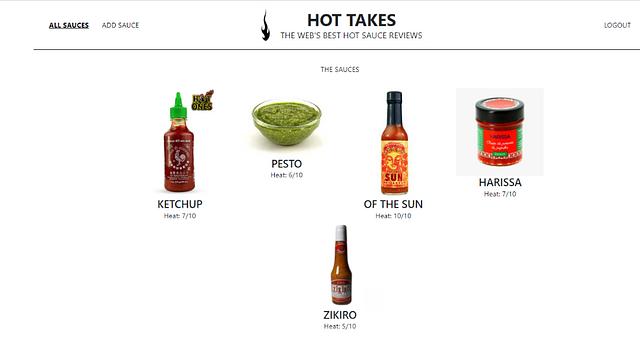 ALL SAUCES
ADD SAUCE
HOT TAKES
THE WEB'S BEST HOT SAUCE REVIEWS
LOGOUT
THE SAUCES
HOT
ONES
KETCHUP
Heat: 7/10
PESTO
Heat: 6/10
SUN
OF THE SUN
Heat: 10/10
HARISSA
HARISSA
Heat: 7/10
ZIKIRO
Heat: 5/10